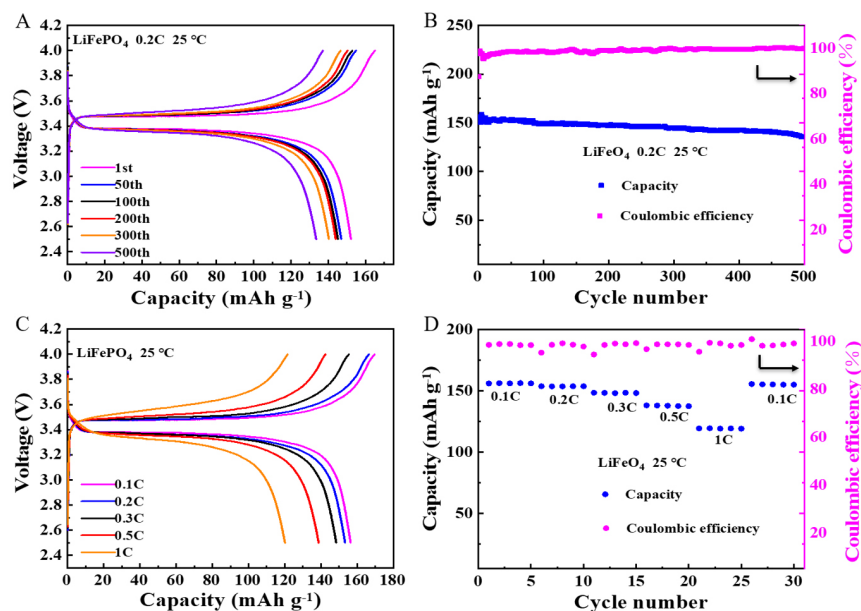 A
LiFePO4 0.2C 25 °C
4.0
3.8
3.6
3.4
3.2
3.0
2.8
2.6
2.4
Voltage (V)
1st
50th
100th
200th
300th
500th
0 20 40 60 80 100 120 140 160
Capacity (mAh g-1)
B
250
200
150
100
50
Capacity (mAh g-1)
LiFeO4 0.2C 25 °C
Capacity
Coulombic efficiency
100
80
60
40
20
Coulombic efficiency (%)
0 100 200 300 400 500
Cycle number
C
LiFePO4 25 °C
4.0
3.8
3.6
3.4
3.2
3.0
2.8
2.6
2.4
Voltage (V)
0.1C
0.2C
0.3C
0.5C
1C
0 20 40 60 80 100 120 140 160 180
Capacity (mAh g-1)
D
200
150
100
50
Capacity (mAh g-1)
0.1C
0.2C
0.3C
0.5C
1C
0.1C
LiFeO4 25 °C
Capacity
Coulombic efficiency
100
80
60
40
20
Coulombic efficiency (%)
0 5 10 15 20 25 30
Cycle number